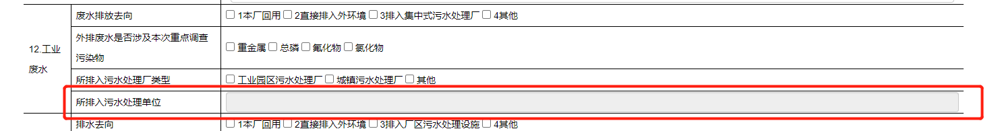 废水排放去向 1本厂回用 2直接排入外环境 3排入集中式污水处理厂 4其他
12.工业废水
外排废水是否涉及本次重点调查污染物 重金属 总磷 氟化物 氯化物
所排入污水处理厂类型 工业园区污水处理厂 城镇污水处理厂 其他
所排入污水处理单位
排水去向 1本厂回用 2直接排入外环境 3排入厂区污水处理设施 4其他